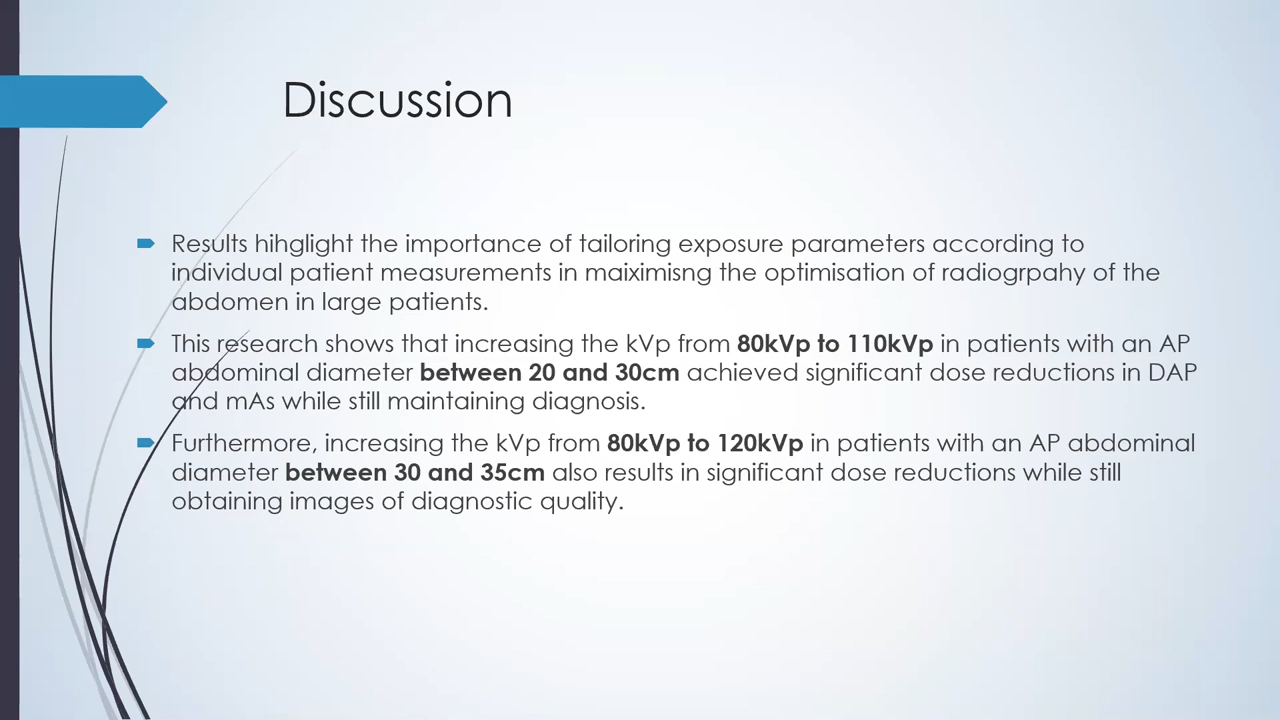 Discussion
Results hihglight the importance of tailoring exposure parameters according to
individual patient measurements in maiximisng the optimisation of radiogrpahy of the
abdomen in large patients.
This research shows that increasing the kVp from 80kVp to 110kVp in patients with an AP
abdominal diameter between 20 and 30cm achieved significant dose reductions in DAP
and mAs while still maintaining diagnosis.
Furthermore, increasing the kVp from 80kVp to 120kVp in patients with an AP abdominal
diameter between 30 and 35cm also results in significant dose reductions while still
obtaining images of diagnostic quality.